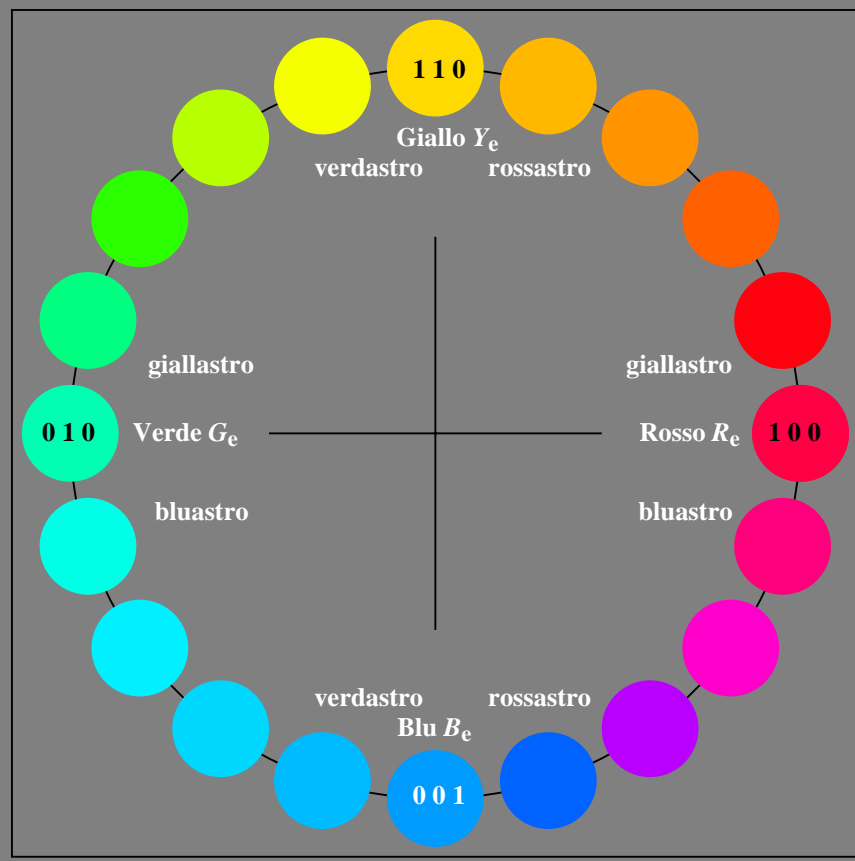 1 1 0
Giallo Ye
verdastro rossastro
giallastro giallastro
0 1 0 Verde Ge Rosso Re 1 0 0
bluastro bluastro
verdastro rossastro
Blu Be
0 0 1